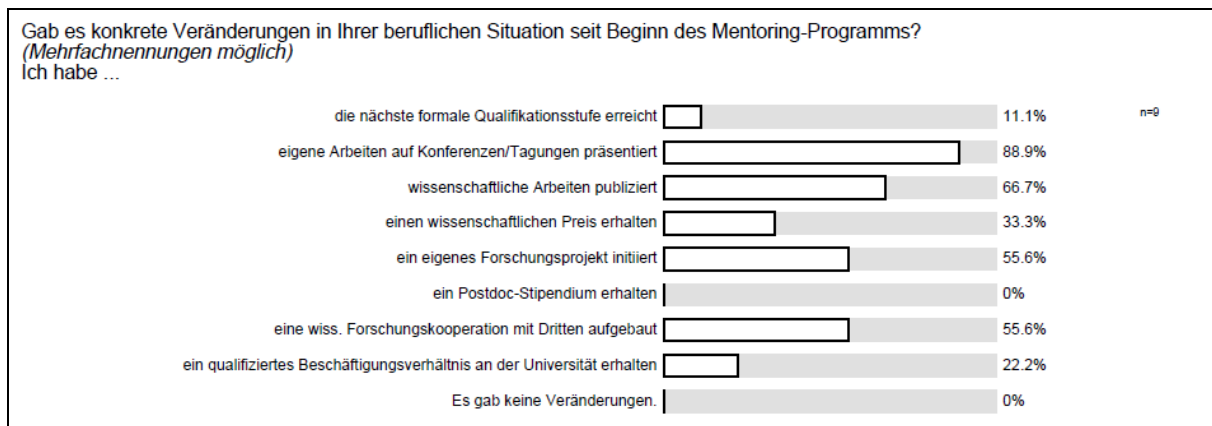 Gab es konkrete Veränderungen in Ihrer beruflichen Situation seit Beginn des Mentoring-Programms?
(Mehrfachnennungen möglich)
Ich habe ...
die nächste formale Qualifikationsstufe erreicht 11.1% n=9
eigene Arbeiten auf Konferenzen/Tagungen präsentiert 88.9%
wissenschaftliche Arbeiten publiziert 66.7%
einen wissenschaftlichen Preis erhalten 33.3%
ein eigenes Forschungsprojekt initiiert 55.6%
ein Postdoc-Stipendium erhalten 0%
eine wiss. Forschungskooperation mit Dritten aufgebaut 55.6%
ein qualifiziertes Beschäftigungsverhältnis an der Universität erhalten 22.2%
Es gab keine Veränderungen. 0%